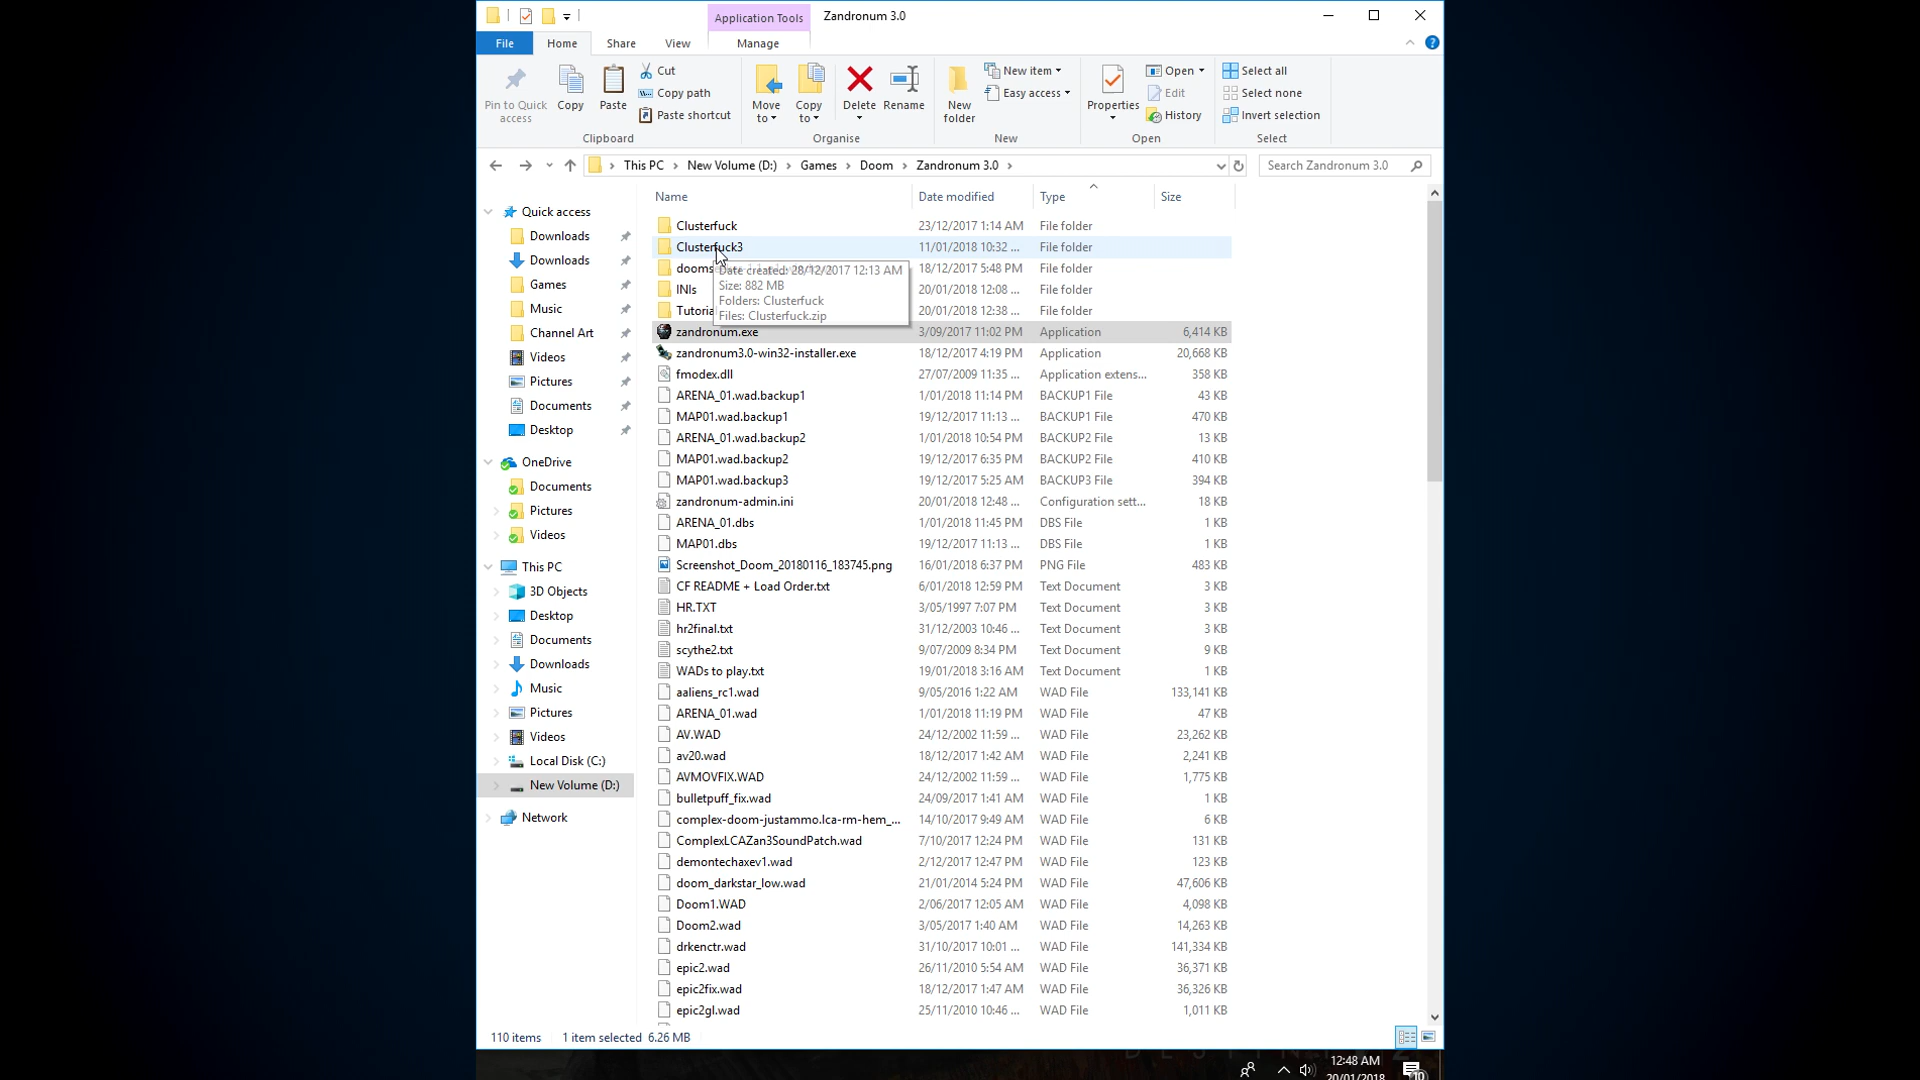 Application Tools
Zandronum 3.0
File
Home
Share
View
Manage
Pin to Quick access
Copy
Paste
Cut
Copy path
Paste shortcut
Clipboard
Move to
Copy to
Delete
Rename
Organise
New folder
New item
Easy access
New
Properties
Open
Edit
History
Open
Select all
Select none
Invert selection
Select
This PC > New Volume (D:) > Games > Doom > Zandronum 3.0 >
Search Zandronum 3.0
Quick access
Downloads
Downloads
Games
Music
Channel Art
Videos
Pictures
Documents
Desktop
OneDrive
Documents
Pictures
Videos
This PC
3D Objects
Desktop
Documents
Downloads
Music
Pictures
Videos
Local Disk (C:)
New Volume (D:)
Network
Name Date modified Type Size
Clusterfuck 23/12/2017 1:14 AM File folder
Clusterfuck3 11/01/2018 10:32 ... File folder
dooms 18/12/2017 5:48 PM File folder
INIs 20/01/2018 12:08 ... File folder
Tutoria 20/01/2018 12:38 ... File folder
Date created: 28/12/2017 12:13 AM
Size: 882 MB
Folders: Clusterfuck
Files: Clusterfuck.zip
zandronum.exe 3/09/2017 11:02 PM Application 6,414 KB
zandronum3.0-win32-installer.exe 18/12/2017 4:19 PM Application 20,668 KB
fmodex.dll 27/07/2009 11:35 ... Application extens... 358 KB
ARENA_01.wad.backup1 1/01/2018 11:14 PM BACKUP1 File 43 KB
MAP01.wad.backup1 19/12/2017 11:13 ... BACKUP1 File 470 KB
ARENA_01.wad.backup2 1/01/2018 10:54 PM BACKUP2 File 13 KB
MAP01.wad.backup2 19/12/2017 6:35 PM BACKUP2 File 410 KB
MAP01.wad.backup3 19/12/2017 5:25 AM BACKUP3 File 394 KB
zandronum-admin.ini 20/01/2018 12:48 ... Configuration sett... 18 KB
ARENA_01.dbs 1/01/2018 11:45 PM DBS File 1 KB
MAP01.dbs 19/12/2017 11:13 ... DBS File 1 KB
Screenshot_Doom_20180116_183745.png 16/01/2018 6:37 PM PNG File 483 KB
CF README + Load Order.txt 6/01/2018 12:59 PM Text Document 3 KB
HR.TXT 3/05/1997 7:07 PM Text Document 3 KB
hr2final.txt 31/12/2003 10:46 ... Text Document 3 KB
scythe2.txt 9/07/2009 8:34 PM Text Document 9 KB
WADs to play.txt 19/01/2018 3:16 AM Text Document 1 KB
aaliens_rc1.wad 9/05/2016 1:22 AM WAD File 133,141 KB
ARENA_01.wad 1/01/2018 11:19 PM WAD File 47 KB
AV.WAD 24/12/2002 11:59 ... WAD File 23,262 KB
av20.wad 18/12/2017 1:42 AM WAD File 2,241 KB
AVMOVFIX.WAD 24/12/2002 11:59 ... WAD File 1,775 KB
bulletpuff_fix.wad 24/09/2017 1:41 AM WAD File 1 KB
complex-doom-justammo.lca-rm-hem_... 14/10/2017 9:49 AM WAD File 6 KB
ComplexLCAZan3SoundPatch.wad 7/10/2017 12:24 PM WAD File 131 KB
demontechaxev1.wad 2/12/2017 12:47 PM WAD File 123 KB
doom_darkstar_low.wad 21/01/2014 5:24 PM WAD File 47,606 KB
Doom1.WAD 2/06/2017 12:05 AM WAD File 4,098 KB
Doom2.wad 3/05/2017 1:40 AM WAD File 14,263 KB
drkenctr.wad 31/10/2017 10:01 ... WAD File 141,334 KB
epic2.wad 26/11/2010 5:54 AM WAD File 36,371 KB
epic2fix.wad 18/12/2017 1:47 AM WAD File 36,326 KB
epic2gl.wad 25/11/2010 10:46 ... WAD File 1,011 KB
110 items 1 item selected 6.26 MB
12:48 AM
20/01/2018
10